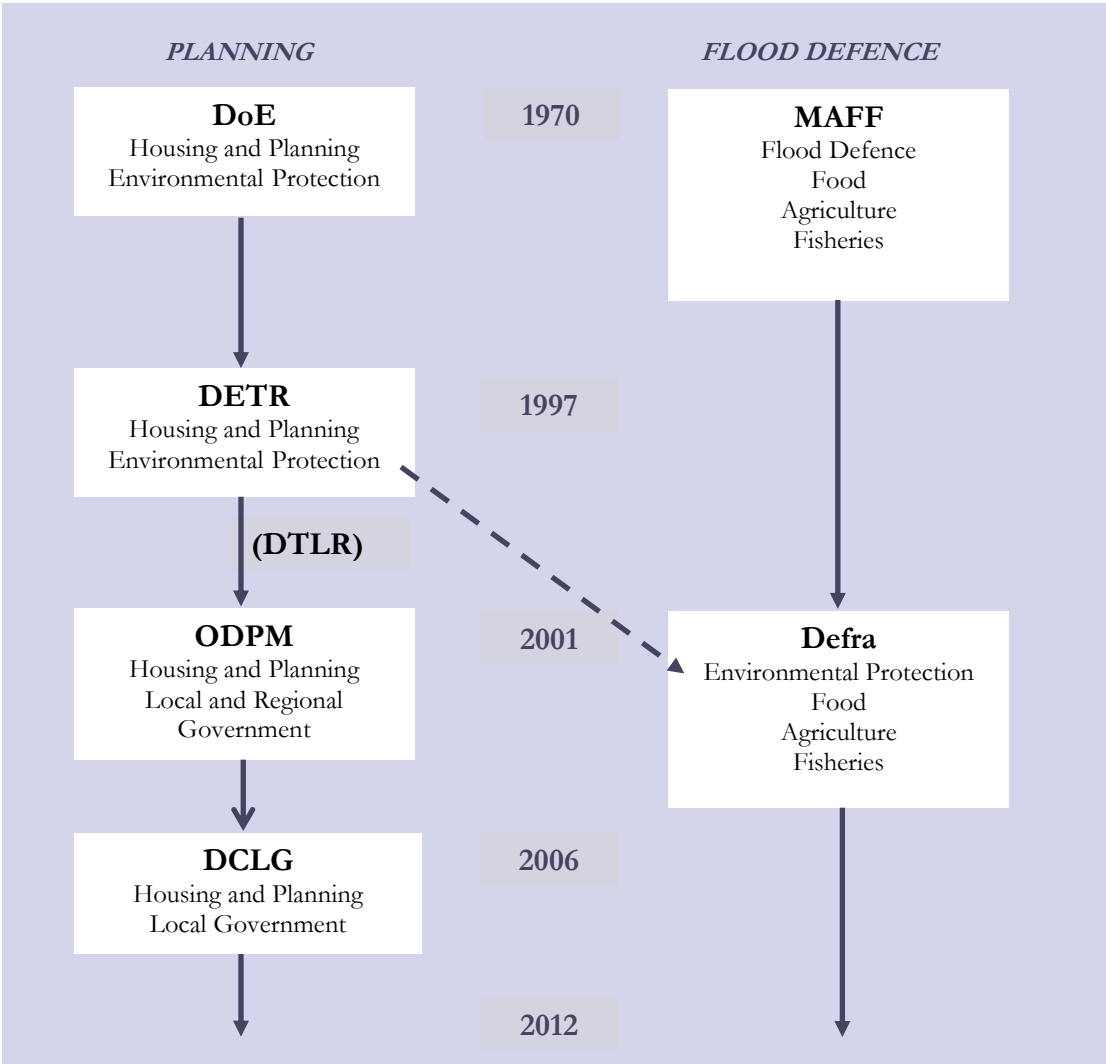 PLANNING
FLOOD DEFENCE
DoE
Housing and Planning
Environmental Protection
1970
MAFF
Flood Defence
Food
Agriculture
Fisheries
DETR
Housing and Planning
Environmental Protection
1997
(DTLR)
ODPM
Housing and Planning
Local and Regional
Government
2001
Defra
Environmental Protection
Food
Agriculture
Fisheries
DCLG
Housing and Planning
Local Government
2006
2012